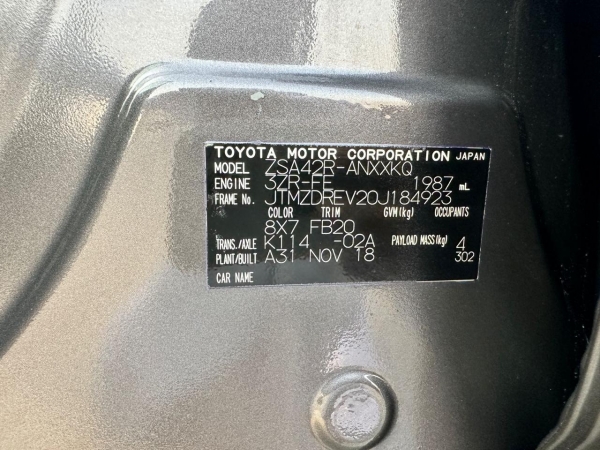 TOYOTA MOTOR CORPORATION JAPAN
MODEL ZSA42R-ANXXKQ
ENGINE 3ZR-FE 1987 mL
FRAME No. JTMZDREV20J184923
COLOR TRIM GVM(kg) OCCUPANTS
8X7 FB20
TRANS./AXLE K114 -02A PAYLOAD MASS(kg) 4
PLANT/BUILT A31 NOV 18 302
CAR NAME